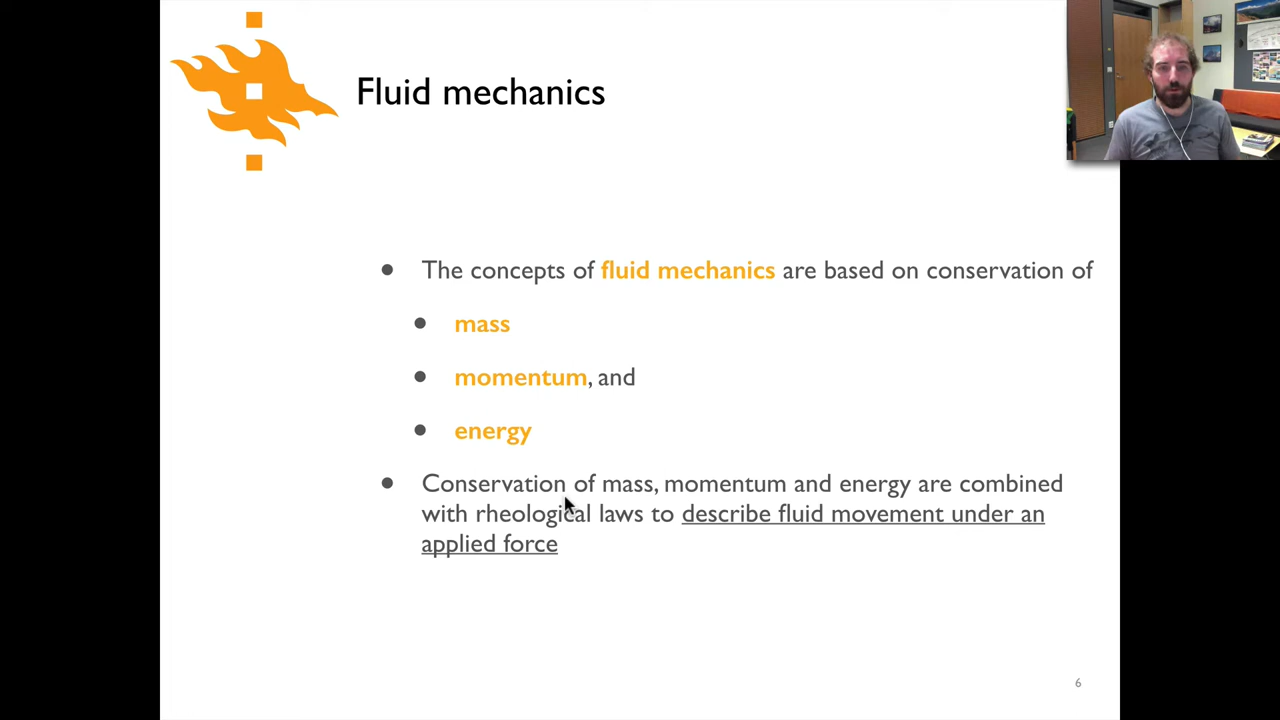 Fluid mechanics
● The concepts of fluid mechanics are based on conservation of
● mass
● momentum, and
● energy
● Conservation of mass, momentum and energy are combined
with rheological laws to describe fluid movement under an
applied force
6